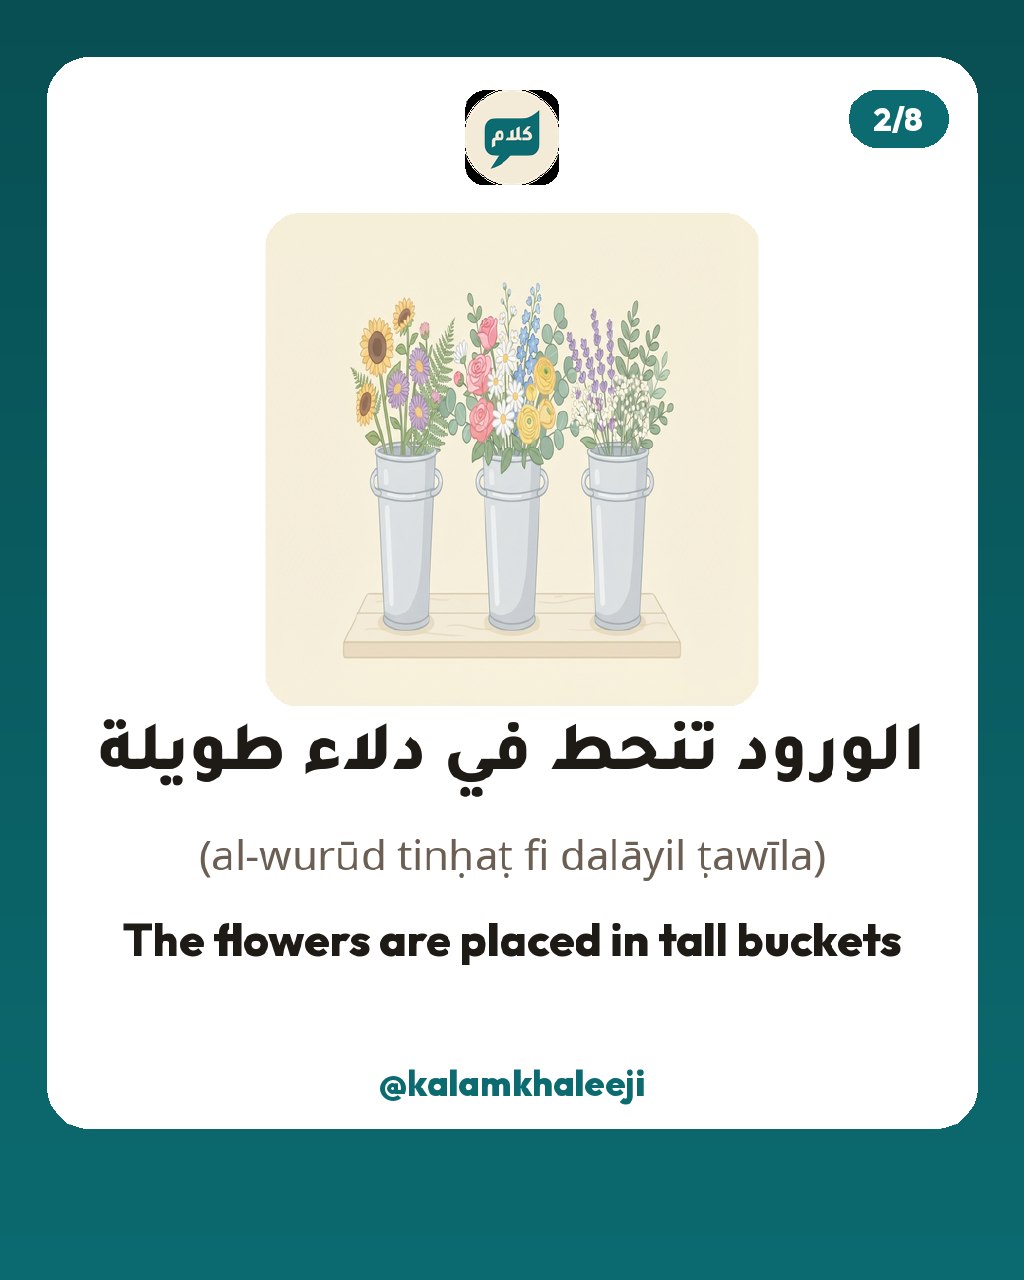 كلام
2/8
الورود تنحط في دلاء طويلة
(al-wurūd tinḥaṭ fi dalāyil ṭawīla)
The flowers are placed in tall buckets
@kalamkhaleeji